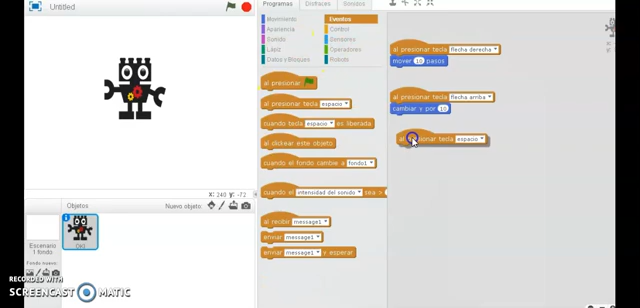 Untitled
Programas Disfraces Sonidos
Movimiento Eventos
Apariencia Control
Sonido Sensores
Lápiz Operadores
Datos y Bloques Robots
al presionar
al presionar tecla espacio
cuando tecla espacio es liberada
al clickear este objeto
cuando el fondo cambie a fondo1
cuando el intensidad del sonido sea >
al recibir message1
enviar message1
enviar message1 y esperar
al presionar tecla flecha derecha
mover 10 pasos
al presionar tecla flecha arriba
cambiar y por 10
al presionar tecla espacio
x: 240 y: -72
Objetos Nuevo objeto:
Escenario
1 fondo
Fondo nuevo:
RECORDED WITH
SCREENCAST MATIC